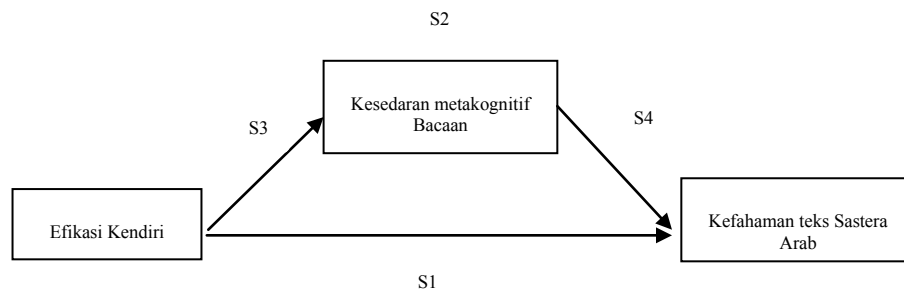 S2
Kesedaran metakognitif
Bacaan
S3
S4
Efikasi Kendiri
Kefahaman teks Sastera
Arab
S1